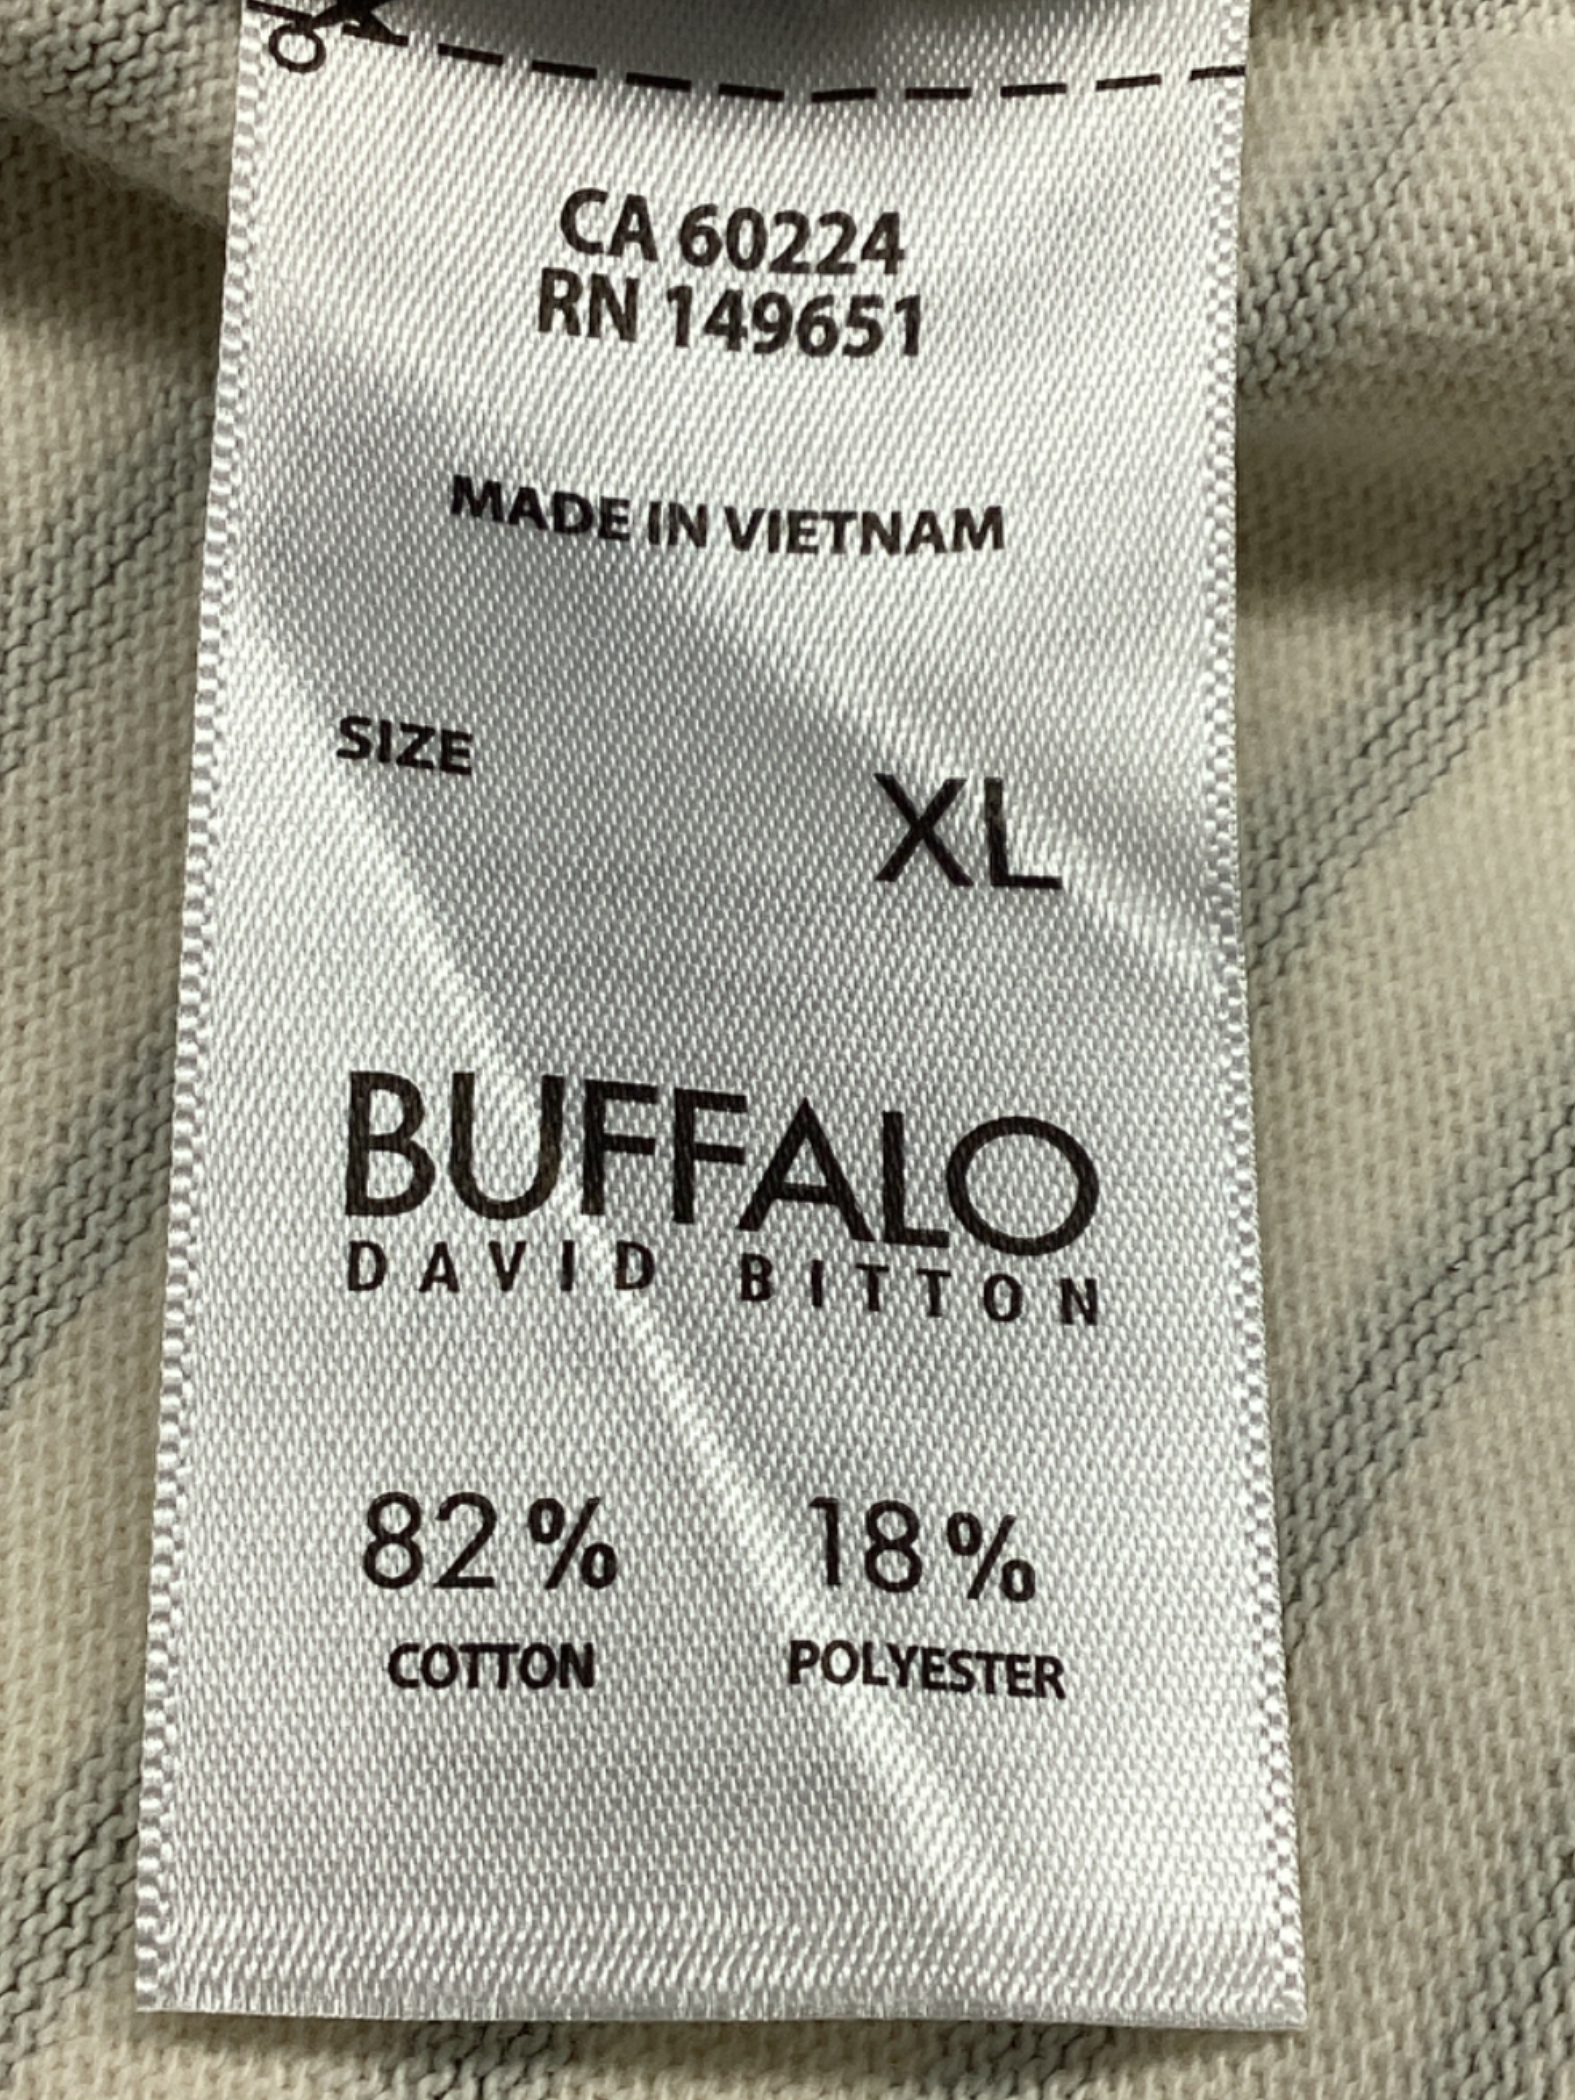 CA 60224
RN 149651
MADE IN VIETNAM
SIZE XL
BUFFALO
DAVID BITTON
82% 18%
COTTON POLYESTER